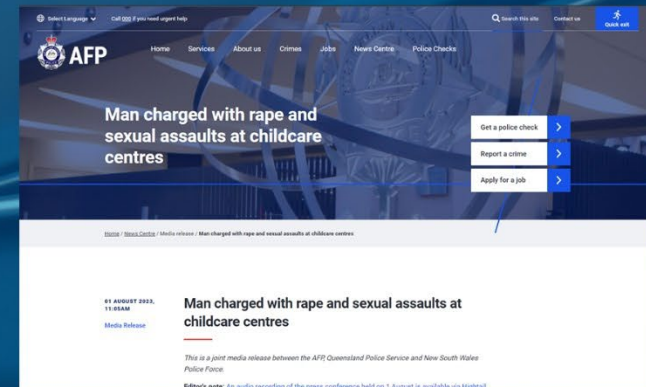 Select Language
Call 000 if you need urgent help
Search this site
Contact us
Quick exit
AFP
Home
Services
About us
Crimes
Jobs
News Centre
Police Checks
Man charged with rape and
sexual assaults at childcare
centres
Get a police check
Report a crime
Apply for a job
Home / News Centre / Media release / Man charged with rape and sexual assaults at childcare centres
01 AUGUST 2023,
11:05AM
Media Release
Man charged with rape and sexual assaults at
childcare centres
This is a joint media release between the AFP, Queensland Police Service and New South Wales
Police Force.
Editor's note: An audio recording of the press conference held on 1 August is available via Hightail